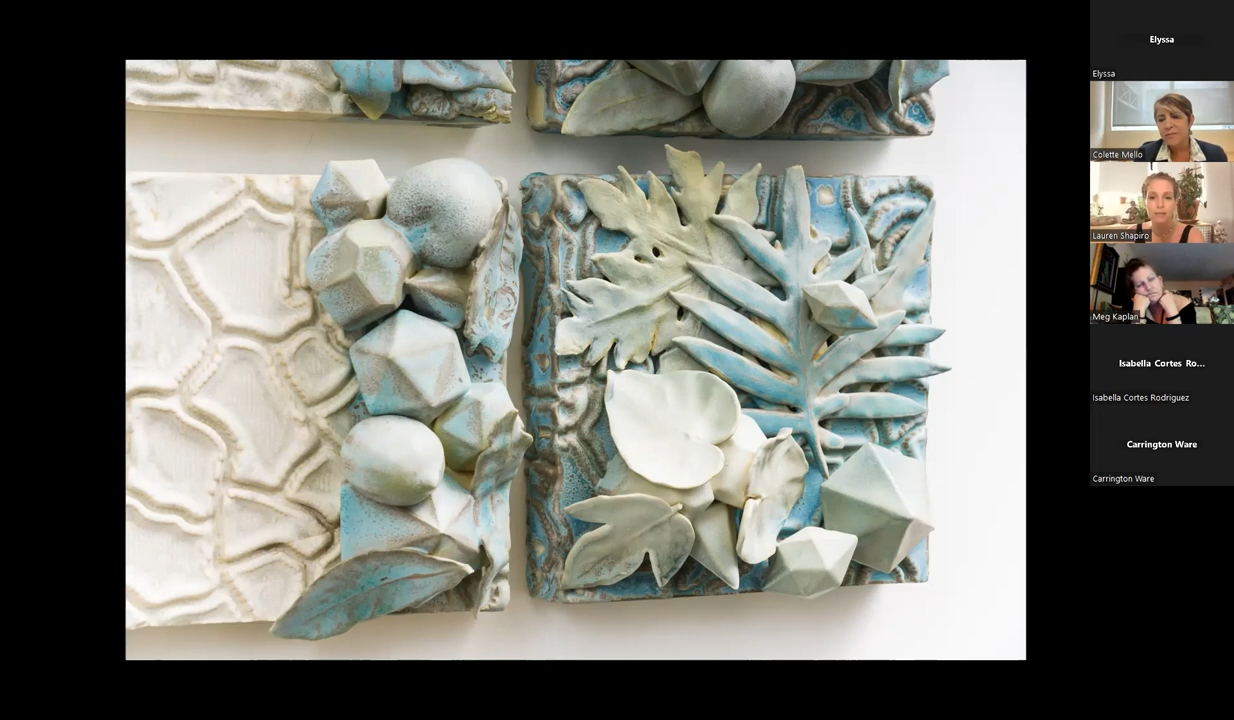 Elyssa
Elyssa
Colette Mello
Lauren Shapiro
Meg Kaplan
Isabella Cortes Ro...
Isabella Cortes Rodriguez
Carrington Ware
Carrington Ware